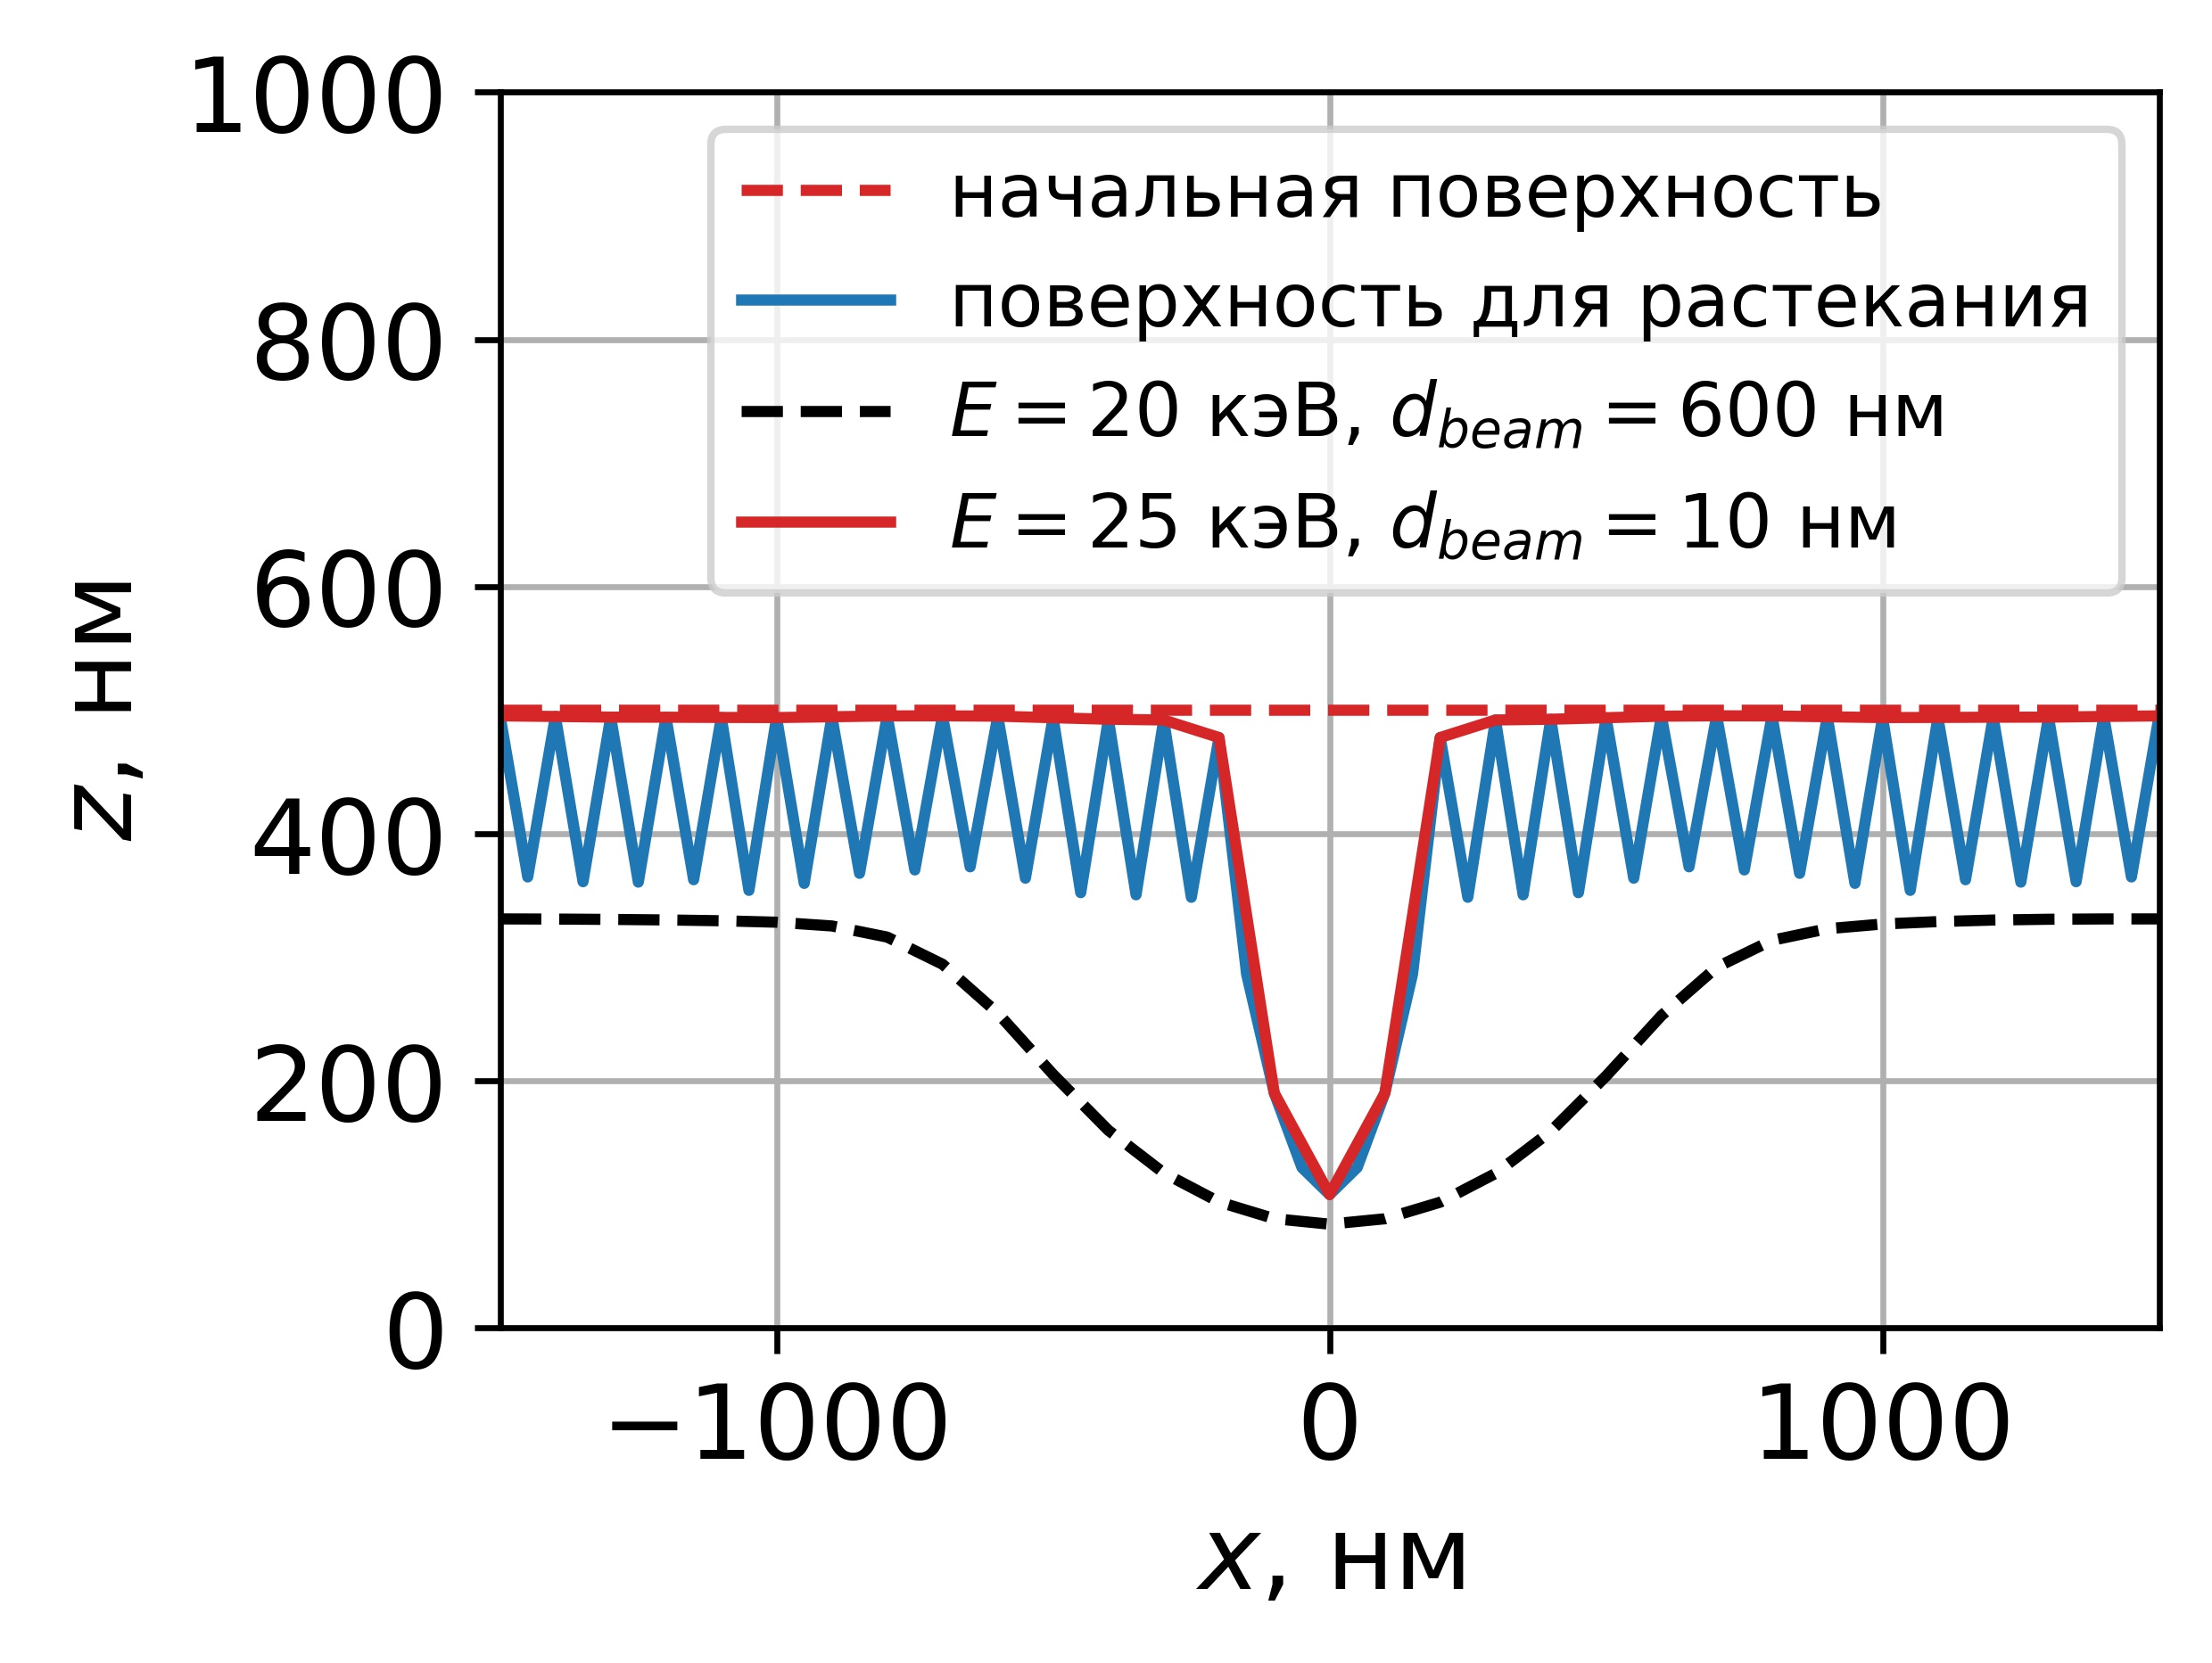 1000
800
600
400
200
0
z, нм
начальная поверхность
поверхность для растекания
E = 20 кэВ, d_beam = 600 нм
E = 25 кэВ, d_beam = 10 нм
−1000 0 1000
x, нм